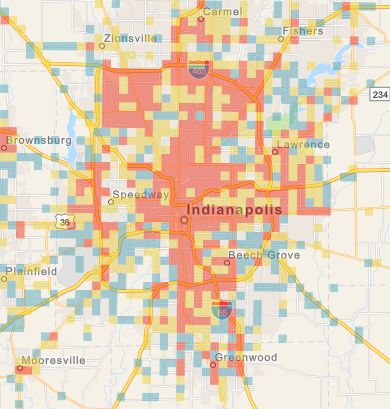 Carmel
Zionsville
Fishers
465
234
Brownsburg
Lawrence
Speedway
Indianapolis
36
Beech Grove
Plainfield
65
Mooresville
Greenwood